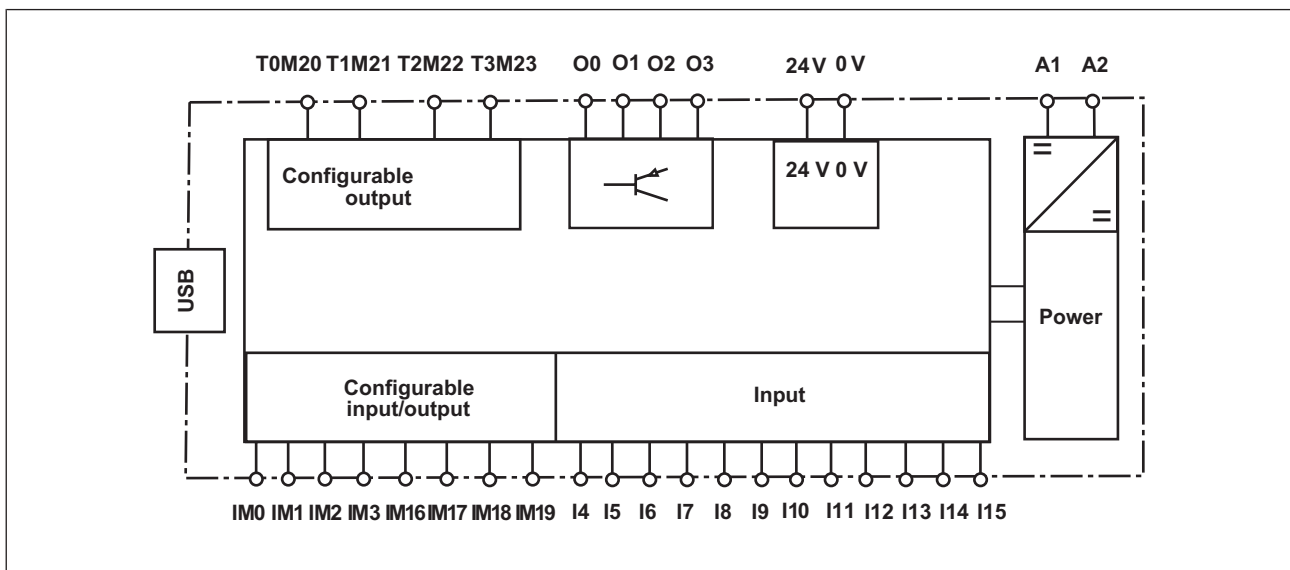 T0M20 T1M21 T2M22 T3M23 O0 O1 O2 O3 24 V 0 V A1 A2
Configurable
output
24 V 0 V
USB
Power
Configurable
input/output
Input
IM0 IM1 IM2 IM3 IM16 IM17 IM18 IM19 I4 I5 I6 I7 I8 I9 I10 I11 I12 I13 I14 I15